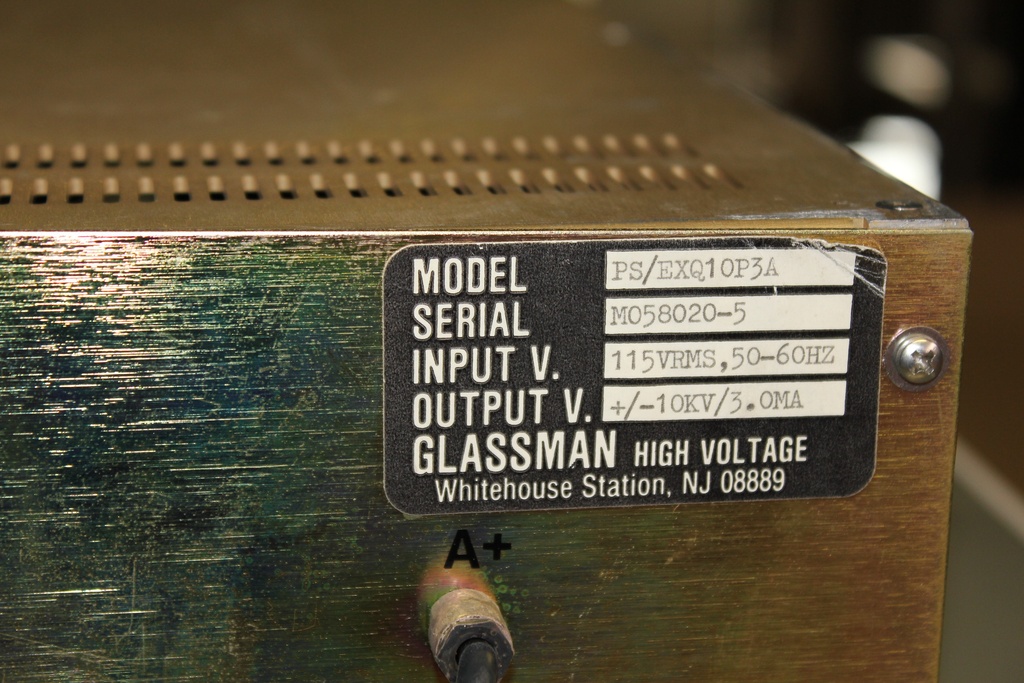 MODEL PS/EXQ10P3A
SERIAL M058020-5
INPUT V. 115VRMS,50-60HZ
OUTPUT V. +/-10KV/3.0MA
GLASSMAN HIGH VOLTAGE
Whitehouse Station, NJ 08889
A+